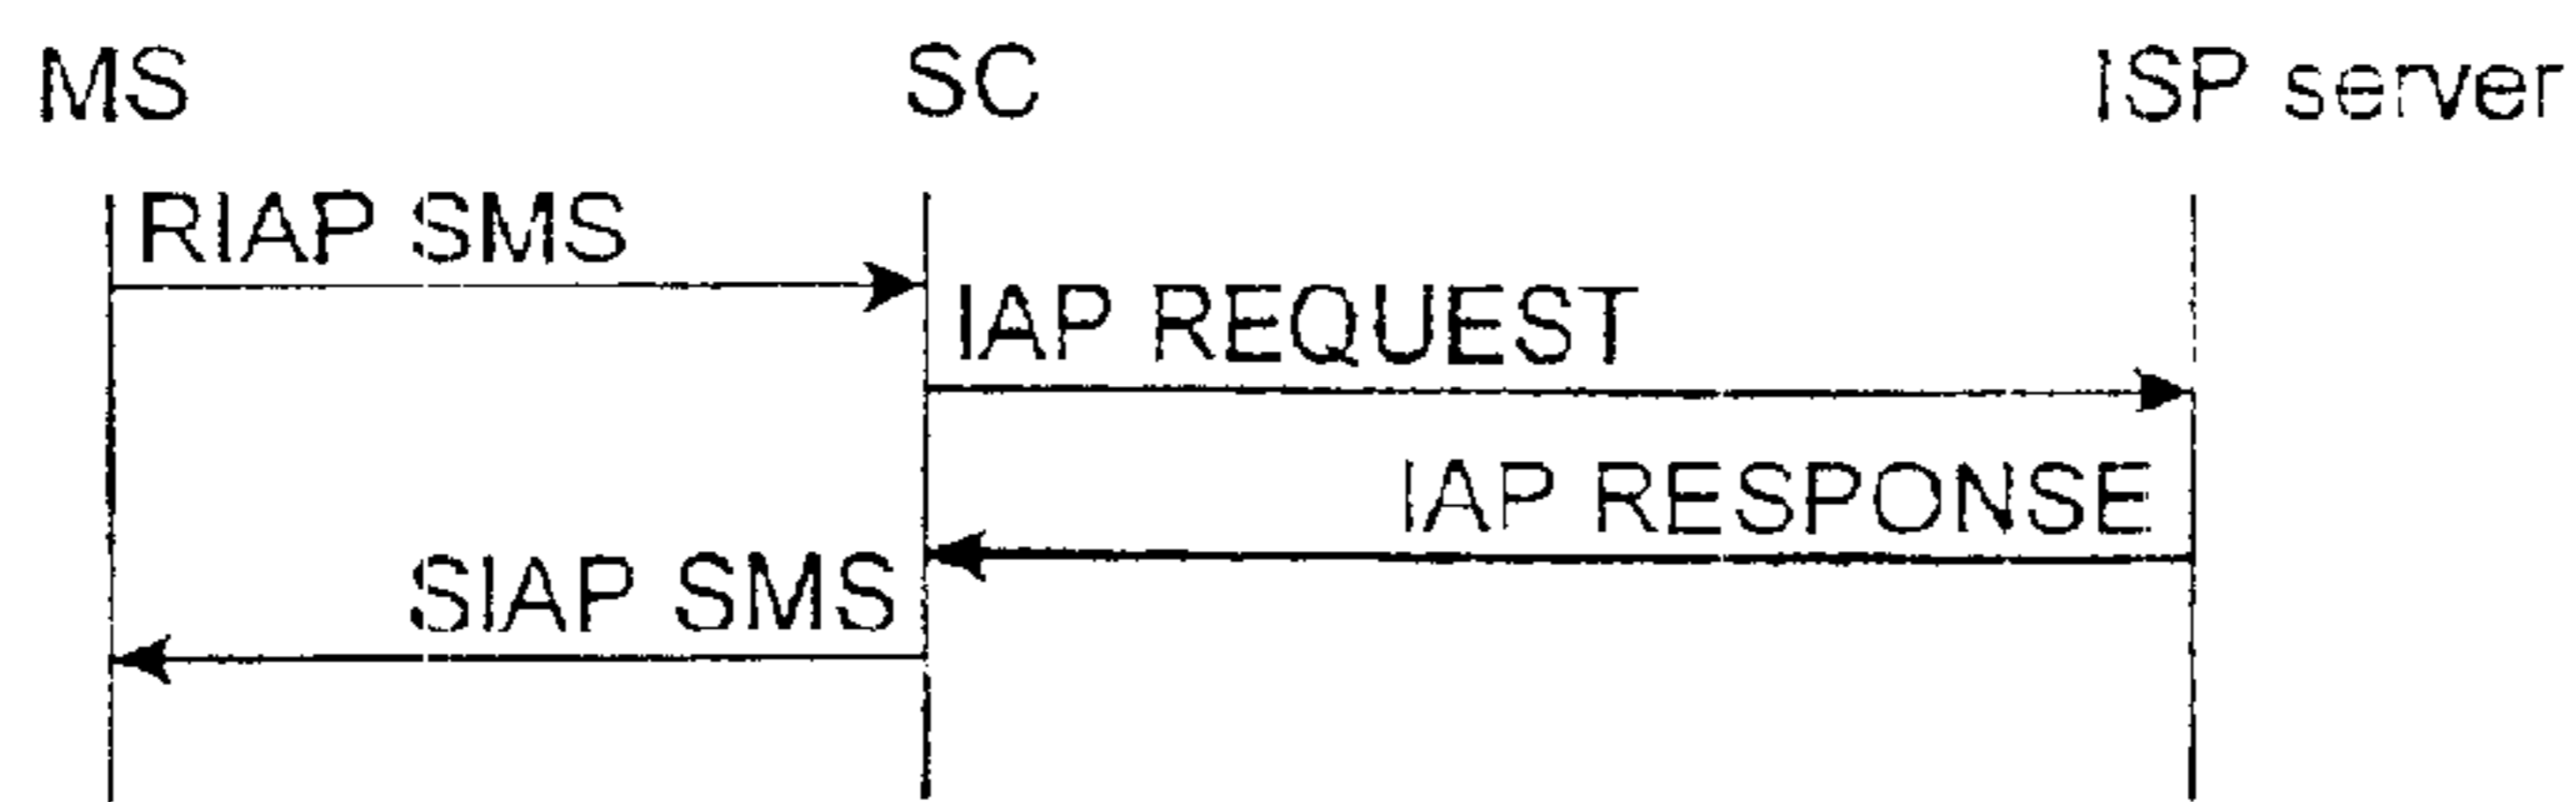 MS SC ISP server
RIAP SMS
IAP REQUEST
IAP RESPONSE
SIAP SMS